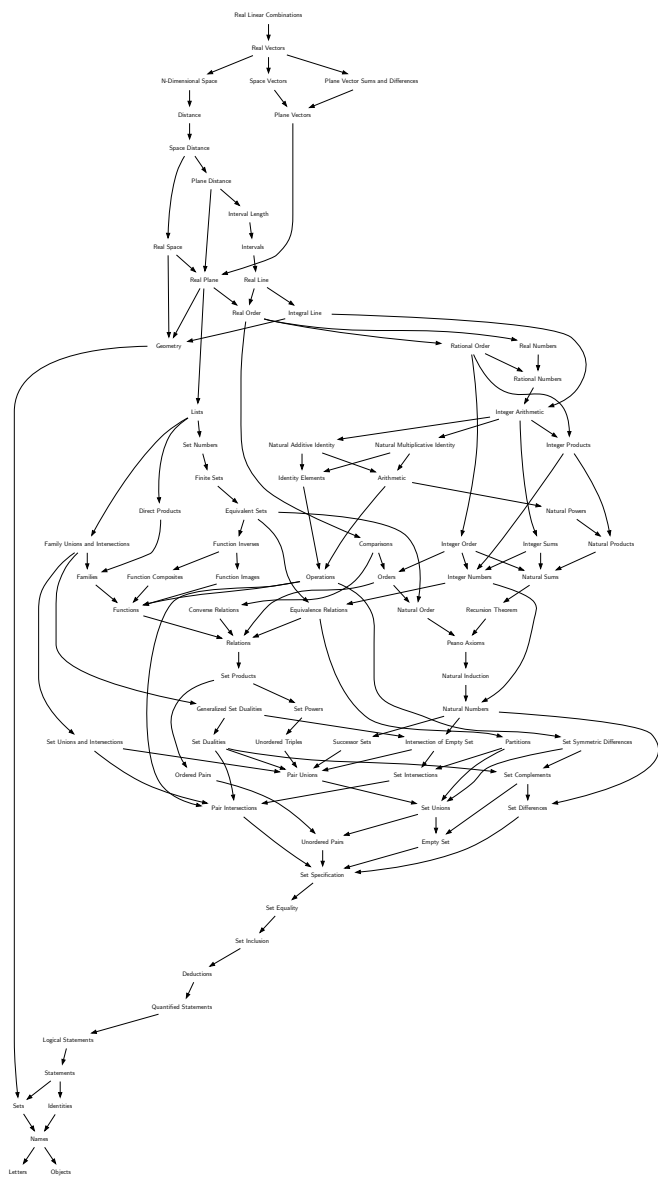 Real Linear Combinations
Real Vectors
N-Dimensional Space
Space Vectors
Plane Vector Sums and Differences
Distance
Plane Vectors
Space Distance
Plane Distance
Interval Length
Real Space
Intervals
Real Plane
Real Line
Real Order
Integral Line
Geometry
Rational Order
Real Numbers
Rational Numbers
Lists
Integer Arithmetic
Set Numbers
Natural Additive Identity
Natural Multiplicative Identity
Integer Products
Finite Sets
Identity Elements
Arithmetic
Direct Products
Equivalent Sets
Natural Powers
Family Unions and Intersections
Function Inverses
Comparisons
Integer Order
Integer Sums
Natural Products
Families
Function Composites
Function Images
Operations
Orders
Integer Numbers
Natural Sums
Functions
Converse Relations
Equivalence Relations
Natural Order
Recursion Theorem
Relations
Peano Axioms
Set Products
Natural Induction
Generalized Set Dualities
Set Powers
Natural Numbers
Set Unions and Intersections
Set Dualities
Unordered Triples
Successor Sets
Intersection of Empty Set
Partitions
Set Symmetric Differences
Ordered Pairs
Pair Unions
Set Intersections
Set Complements
Pair Intersections
Set Unions
Set Differences
Unordered Pairs
Empty Set
Set Specification
Set Equality
Set Inclusion
Deductions
Quantified Statements
Logical Statements
Statements
Sets
Identities
Names
Letters
Objects